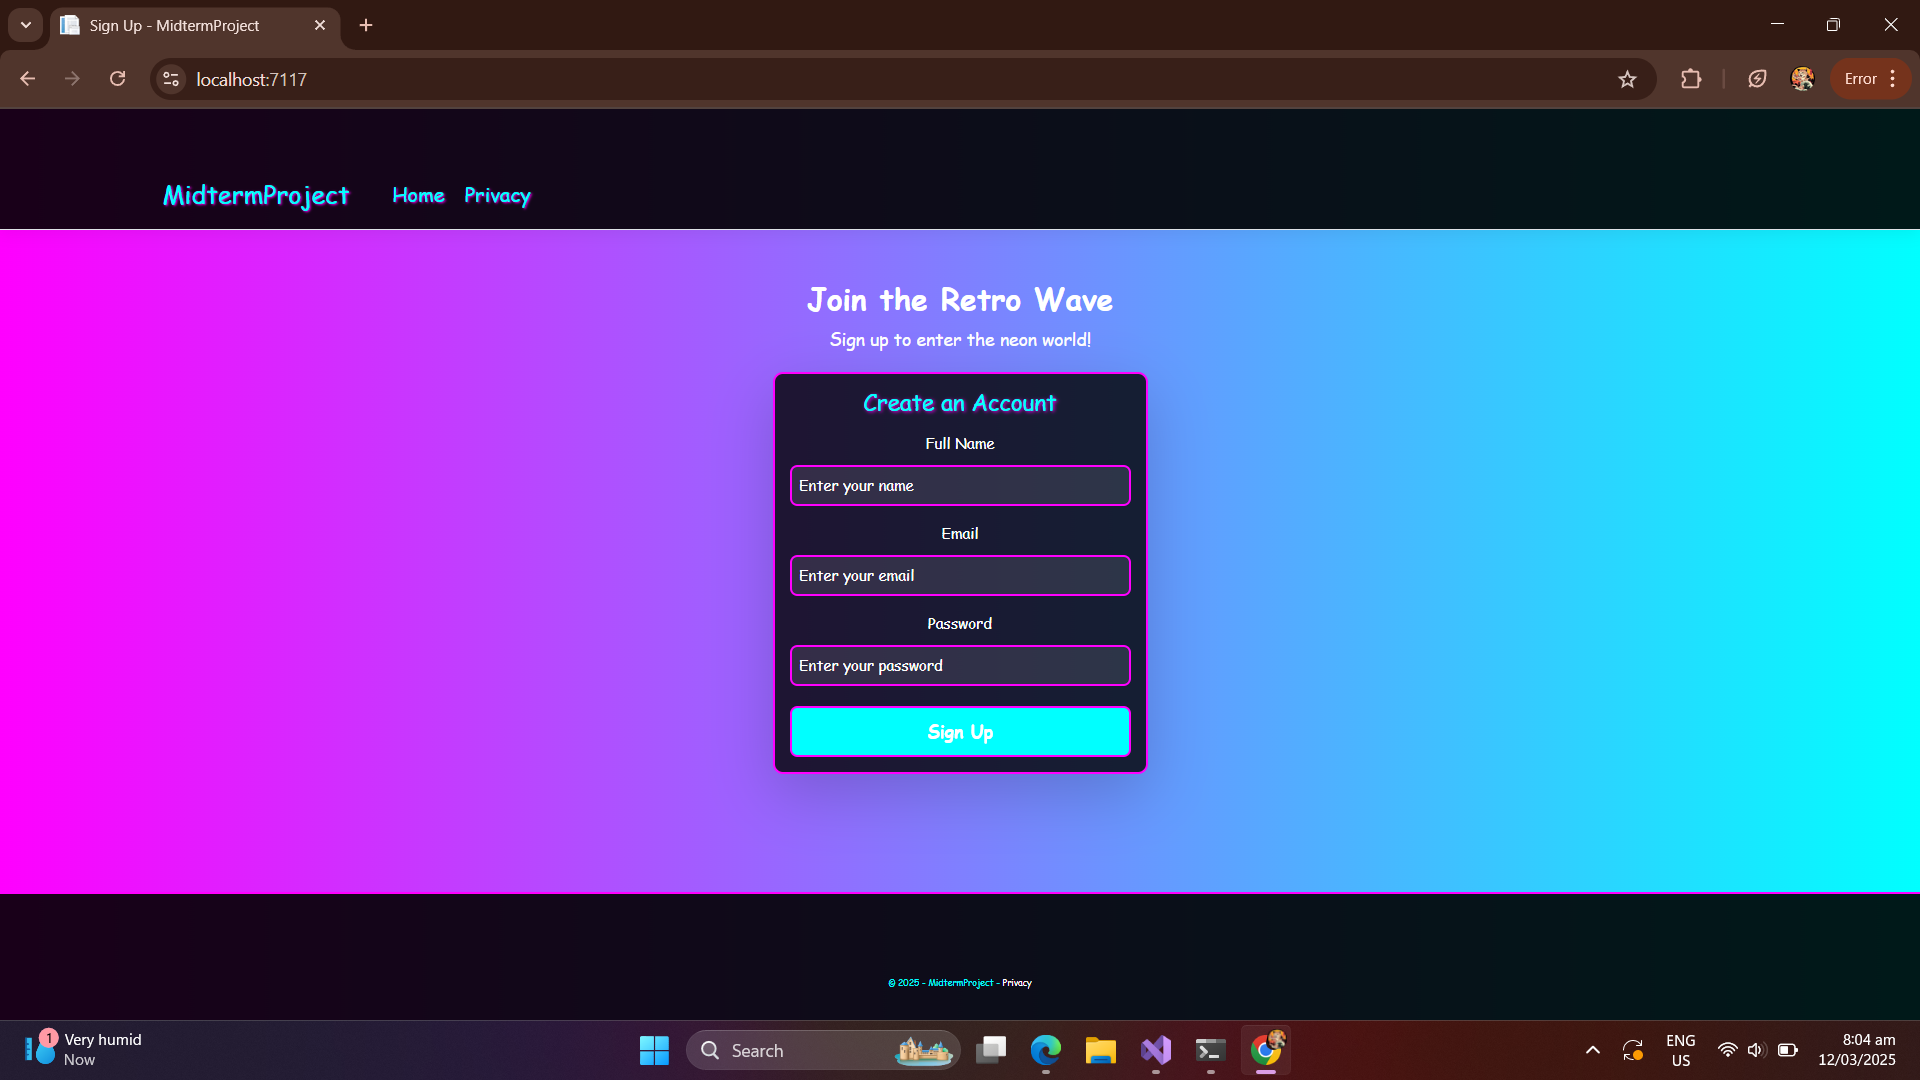 Sign Up - MidtermProject
localhost:7117
Error
MidtermProject Home Privacy
Join the Retro Wave
Sign up to enter the neon world!
Create an Account
Full Name
Enter your name
Email
Enter your email
Password
Enter your password
Sign Up
© 2025 - MidtermProject - Privacy
1
Very humid
Now
Search
ENG
US
8:04 am
12/03/2025